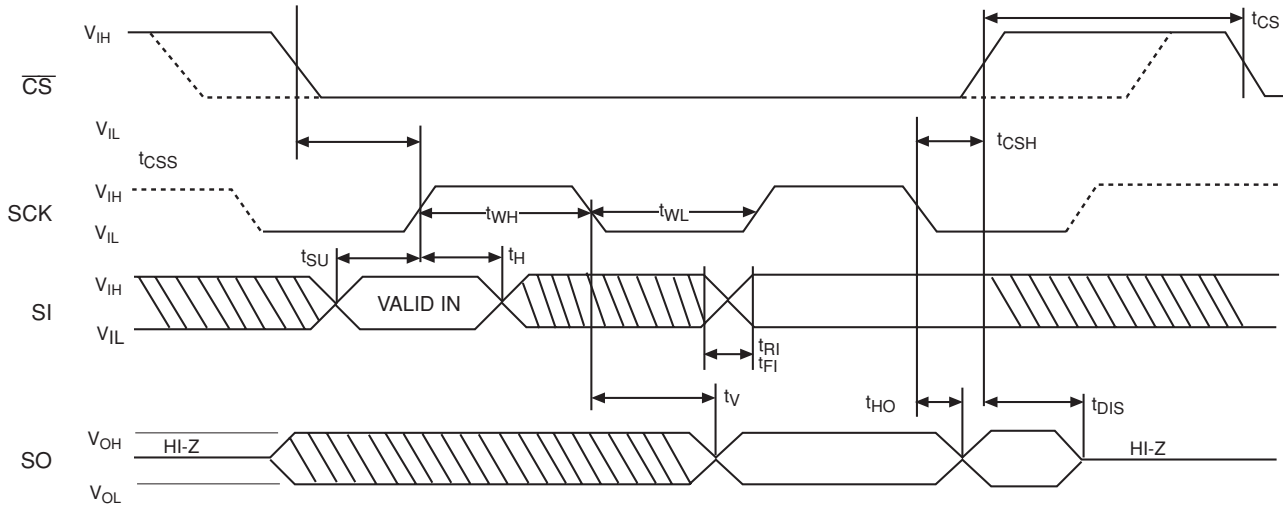 VIH
tCS
CS
VIL
tCSS
tCSH
VIH
SCK
tWH
tWL
VIL
tSU
tH
VIH
SI
VALID IN
VIL
tRI
tFI
tV
tHO
tDIS
VOH
HI-Z
HI-Z
SO
VOL